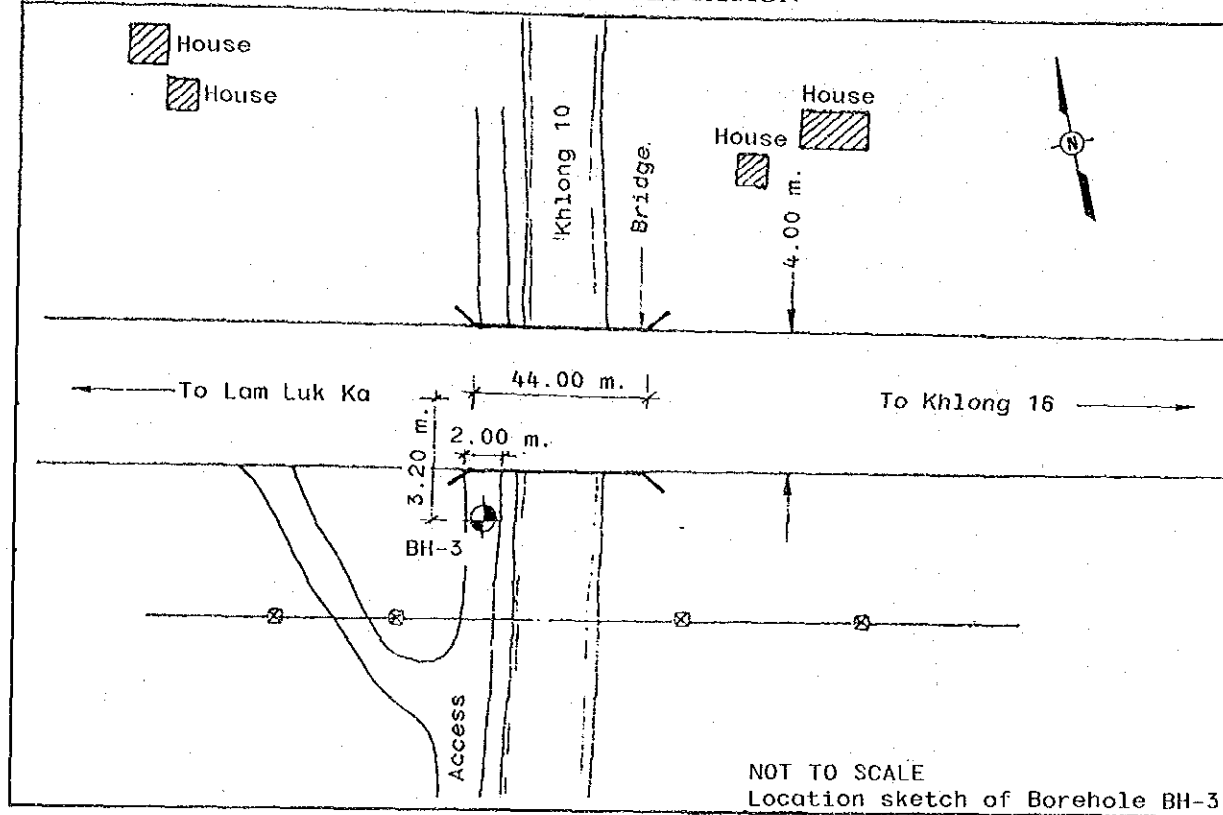 House
House
House
House
Khlong 10
Bridge
4.00 m.
N
To Lam Luk Ka
44.00 m.
To Khlong 16
3.20 m.
2.00 m.
BH-3
Access
NOT TO SCALE
Location sketch of Borehole BH-3